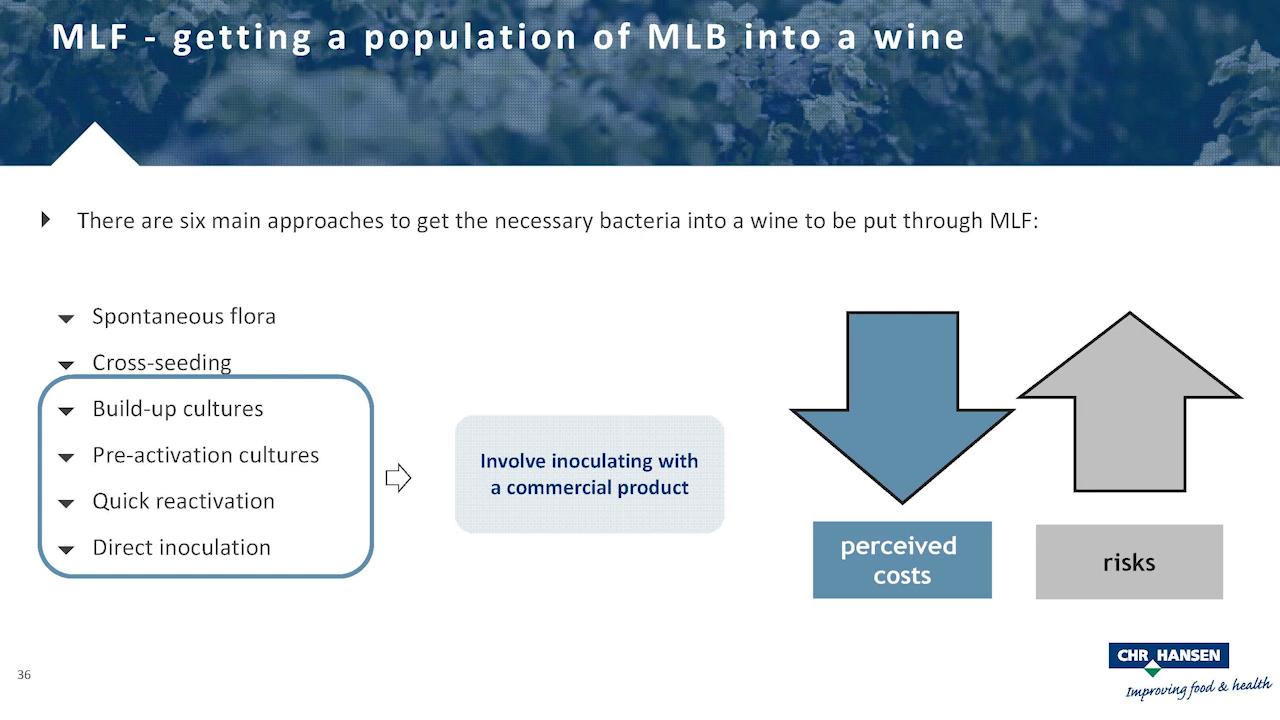 MLF - getting a population of MLB into a wine
There are six main approaches to get the necessary bacteria into a wine to be put through MLF:
Spontaneous flora
Cross-seeding
Build-up cultures
Pre-activation cultures
Quick reactivation
Direct inoculation
Involve inoculating with
a commercial product
perceived
costs
risks
36
CHR HANSEN
Improving food & health